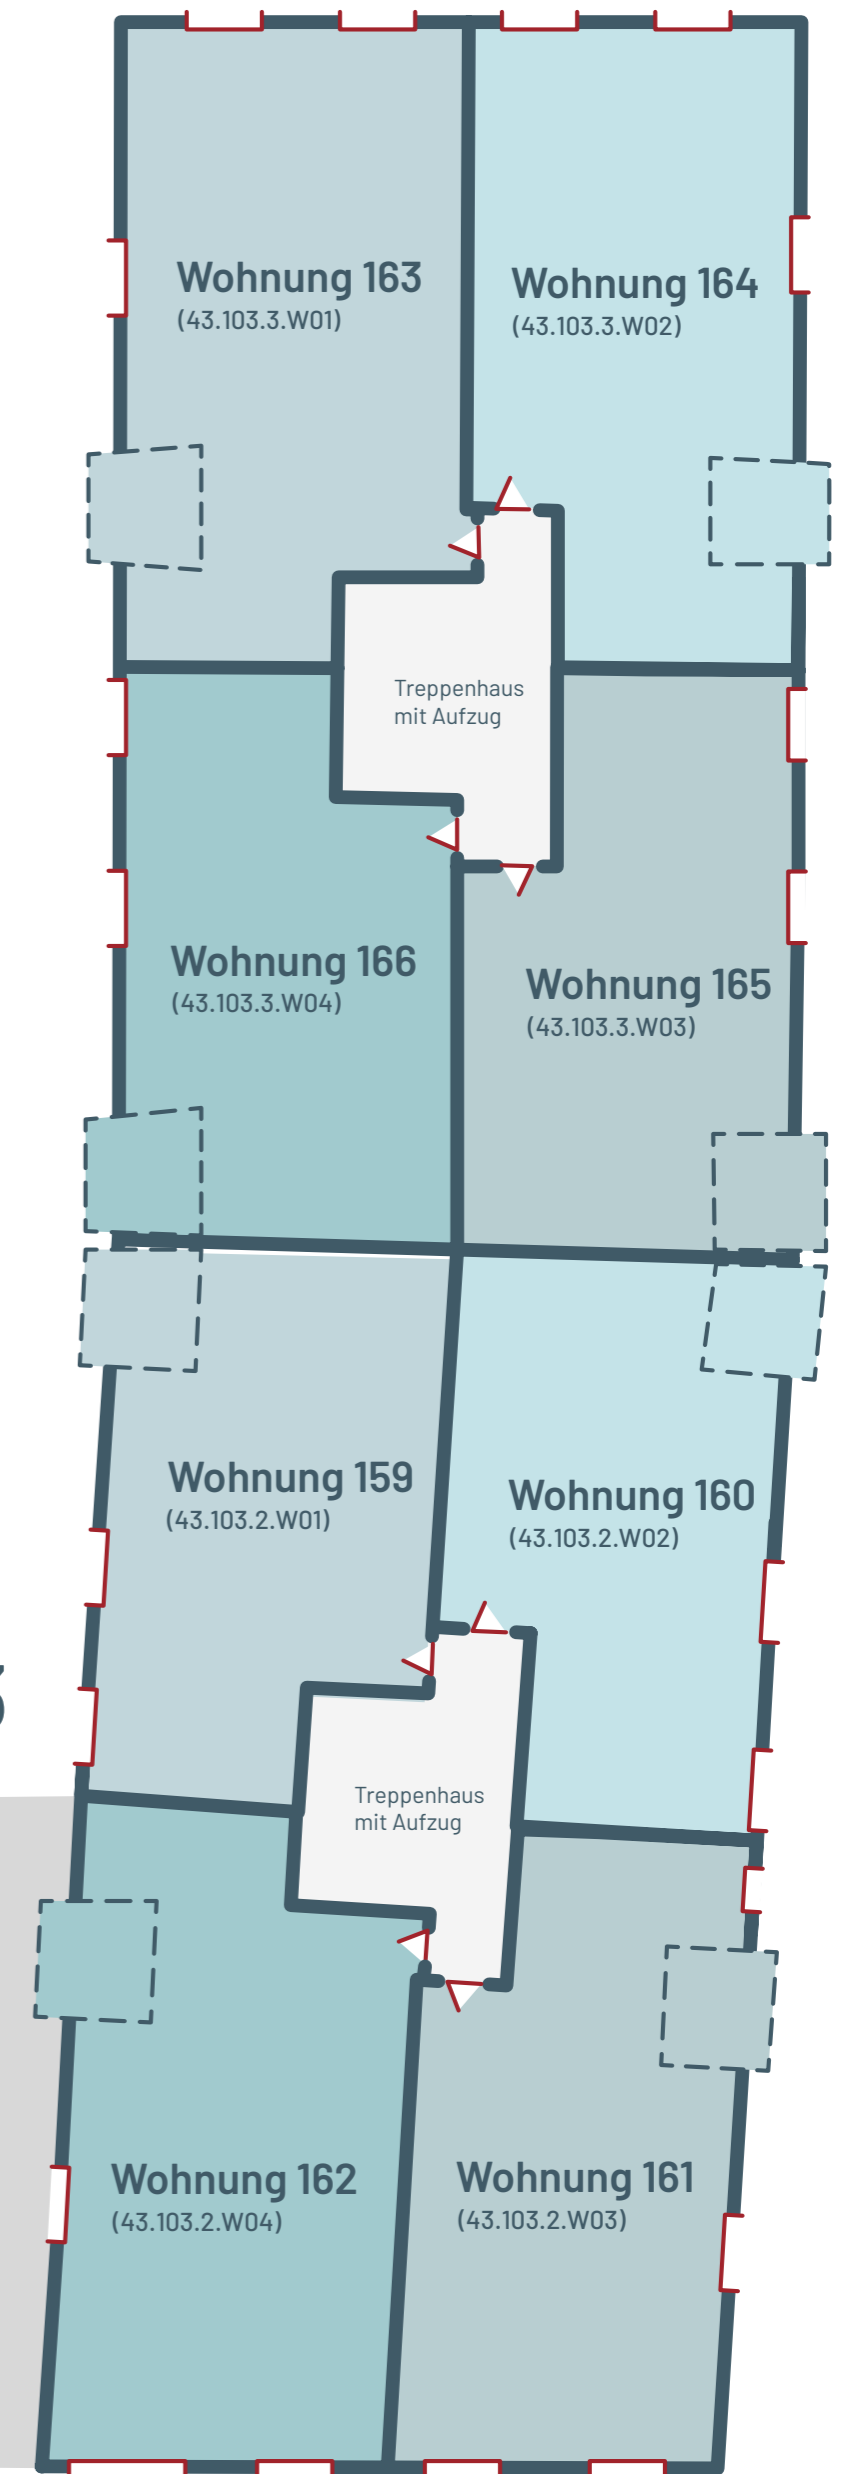 Wohnung 163
(43.103.3.W01)
Wohnung 164
(43.103.3.W02)
Treppenhaus
mit Aufzug
Wohnung 166
(43.103.3.W04)
Wohnung 165
(43.103.3.W03)
Wohnung 159
(43.103.2.W01)
Wohnung 160
(43.103.2.W02)
Treppenhaus
mit Aufzug
Wohnung 162
(43.103.2.W04)
Wohnung 161
(43.103.2.W03)